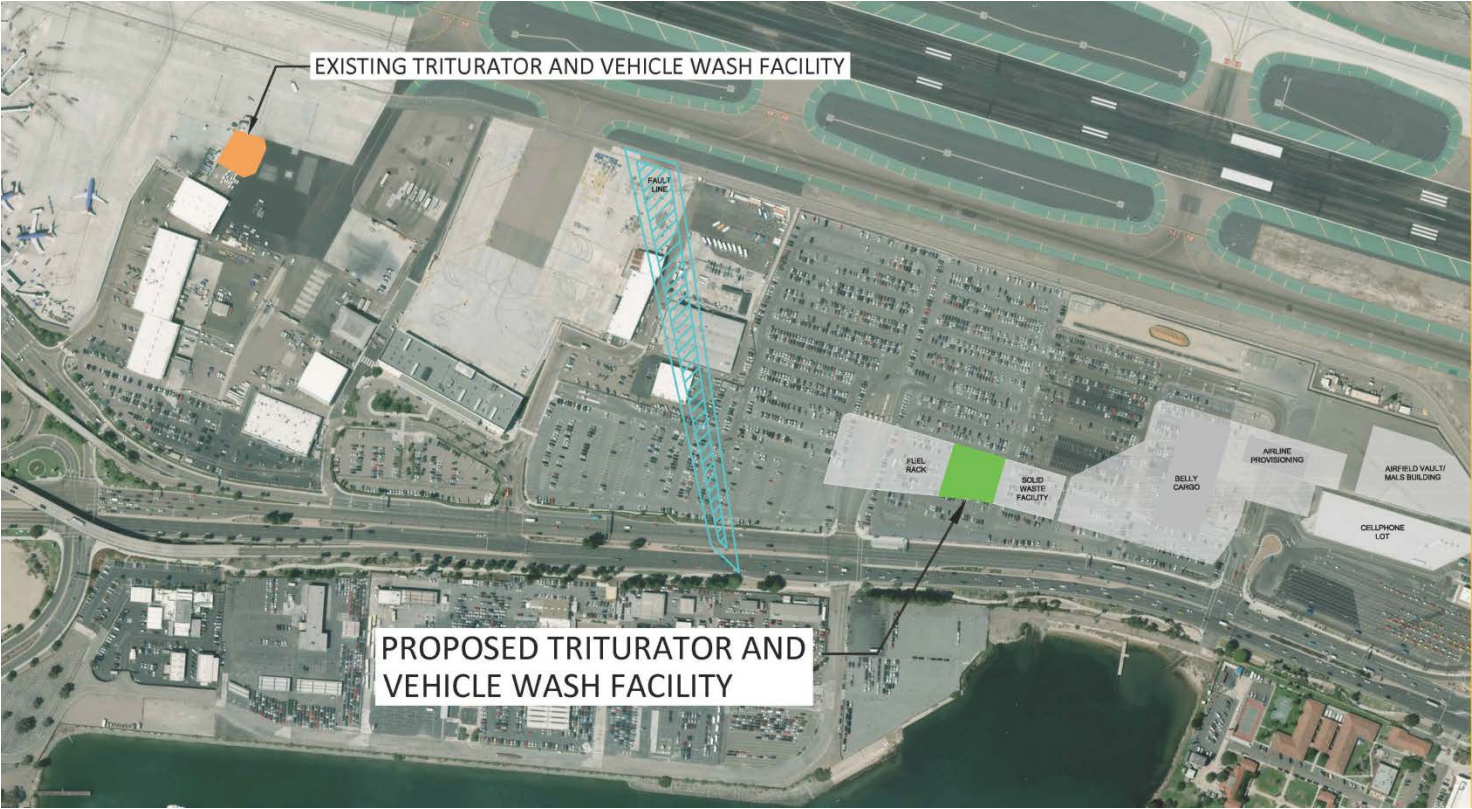 EXISTING TRITURATOR AND VEHICLE WASH FACILITY
FAULT
LINE
FUEL
RACK
SOLID
WASTE
FACILITY
BELLY
CARGO
AIRLINE
PROVISIONING
AIRFIELD VAULT/
MALS BUILDING
CELLPHONE
LOT
PROPOSED TRITURATOR AND
VEHICLE WASH FACILITY